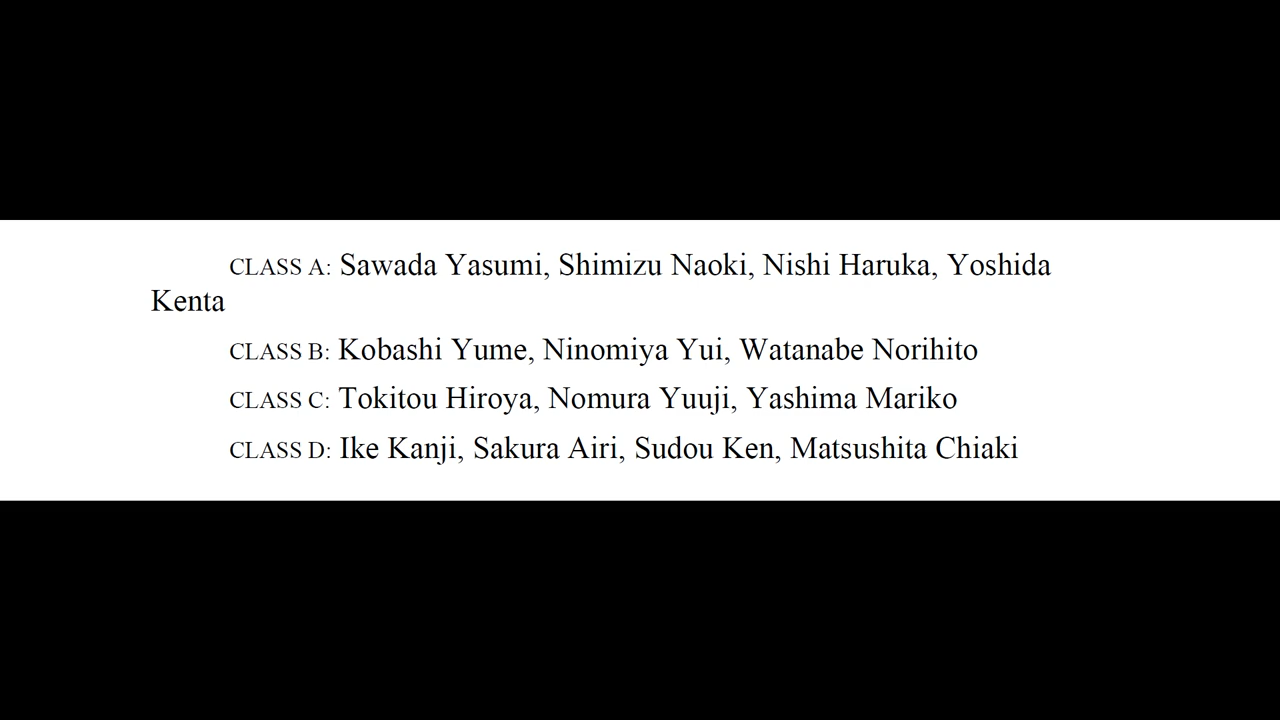 CLASS A: Sawada Yasumi, Shimizu Naoki, Nishi Haruka, Yoshida
Kenta
CLASS B: Kobashi Yume, Ninomiya Yui, Watanabe Norihito
CLASS C: Tokitou Hiroya, Nomura Yuuji, Yashima Mariko
CLASS D: Ike Kanji, Sakura Airi, Sudou Ken, Matsushita Chiaki